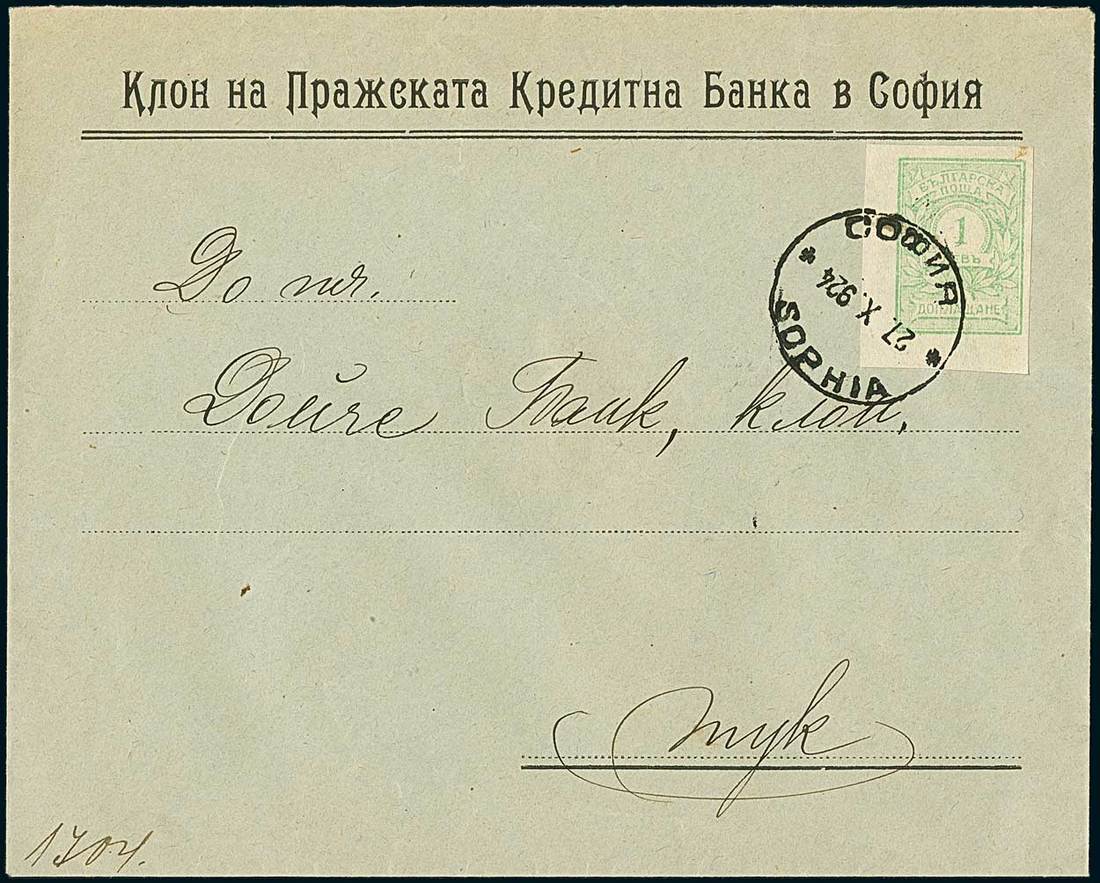 Клон на Пражската Кредитна Банка в София
БЪЛГАРСКА
ПОЩА
1
ЛЕВЪ
ДОПЛАЩАНЕ
СОФИЯ
27. X. 924
SOPHIA
До тя.
Дойче Банк, клон.
тук
1704.